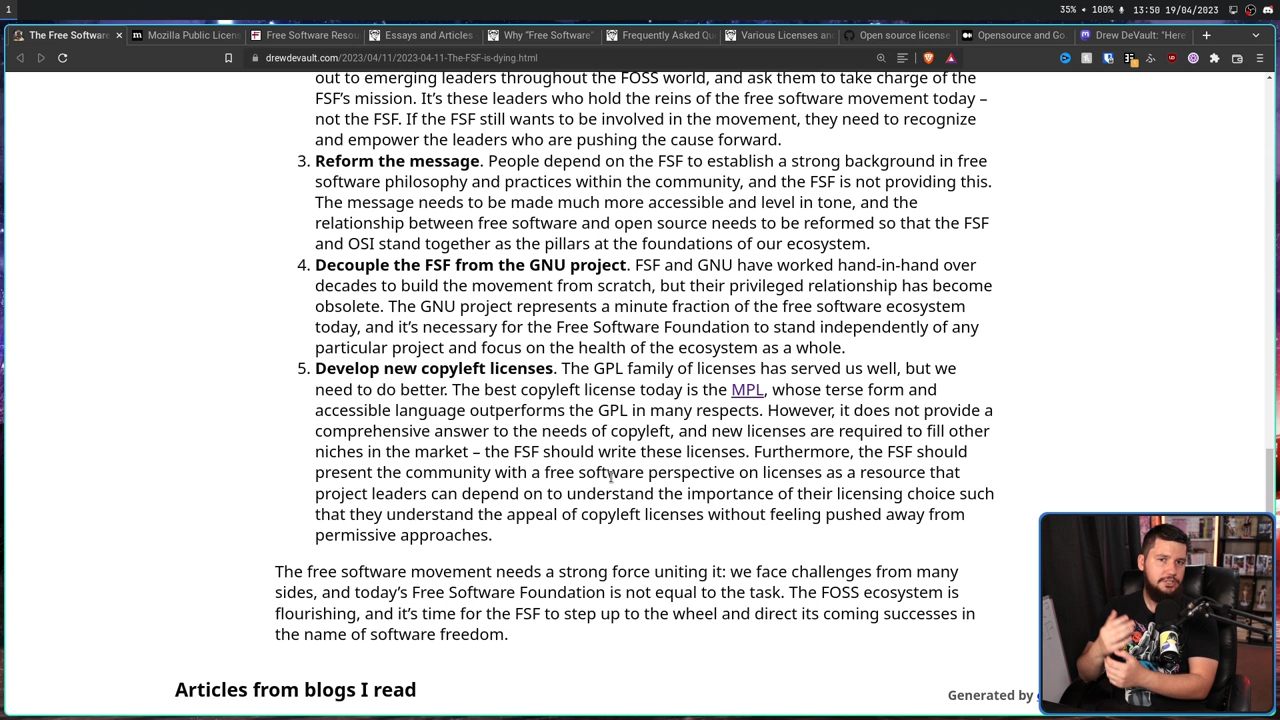 1
35%
100%
13:50 19/04/2023
The Free Softwar
Mozilla Public Licens
Free Software Resou
Essays and Articles -
Why "Free Software"
Frequently Asked Qu
Various Licenses and
Open source license
Opensource and Go
Drew DeVault: "Here'
drewdevault.com/2023/04/11/2023-04-11-The-FSF-is-dying.html
out to emerging leaders throughout the FOSS world, and ask them to take charge of the
FSF's mission. It's these leaders who hold the reins of the free software movement today –
not the FSF. If the FSF still wants to be involved in the movement, they need to recognize
and empower the leaders who are pushing the cause forward.
3. Reform the message. People depend on the FSF to establish a strong background in free
software philosophy and practices within the community, and the FSF is not providing this.
The message needs to be made much more accessible and level in tone, and the
relationship between free software and open source needs to be reformed so that the FSF
and OSI stand together as the pillars at the foundations of our ecosystem.
4. Decouple the FSF from the GNU project. FSF and GNU have worked hand-in-hand over
decades to build the movement from scratch, but their privileged relationship has become
obsolete. The GNU project represents a minute fraction of the free software ecosystem
today, and it's necessary for the Free Software Foundation to stand independently of any
particular project and focus on the health of the ecosystem as a whole.
5. Develop new copyleft licenses. The GPL family of licenses has served us well, but we
need to do better. The best copyleft license today is the MPL, whose terse form and
accessible language outperforms the GPL in many respects. However, it does not provide a
comprehensive answer to the needs of copyleft, and new licenses are required to fill other
niches in the market – the FSF should write these licenses. Furthermore, the FSF should
present the community with a free software perspective on licenses as a resource that
project leaders can depend on to understand the importance of their licensing choice such
that they understand the appeal of copyleft licenses without feeling pushed away from
permissive approaches.
The free software movement needs a strong force uniting it: we face challenges from many
sides, and today's Free Software Foundation is not equal to the task. The FOSS ecosystem is
flourishing, and it's time for the FSF to step up to the wheel and direct its coming successes in
the name of software freedom.
Articles from blogs I read
Generated by